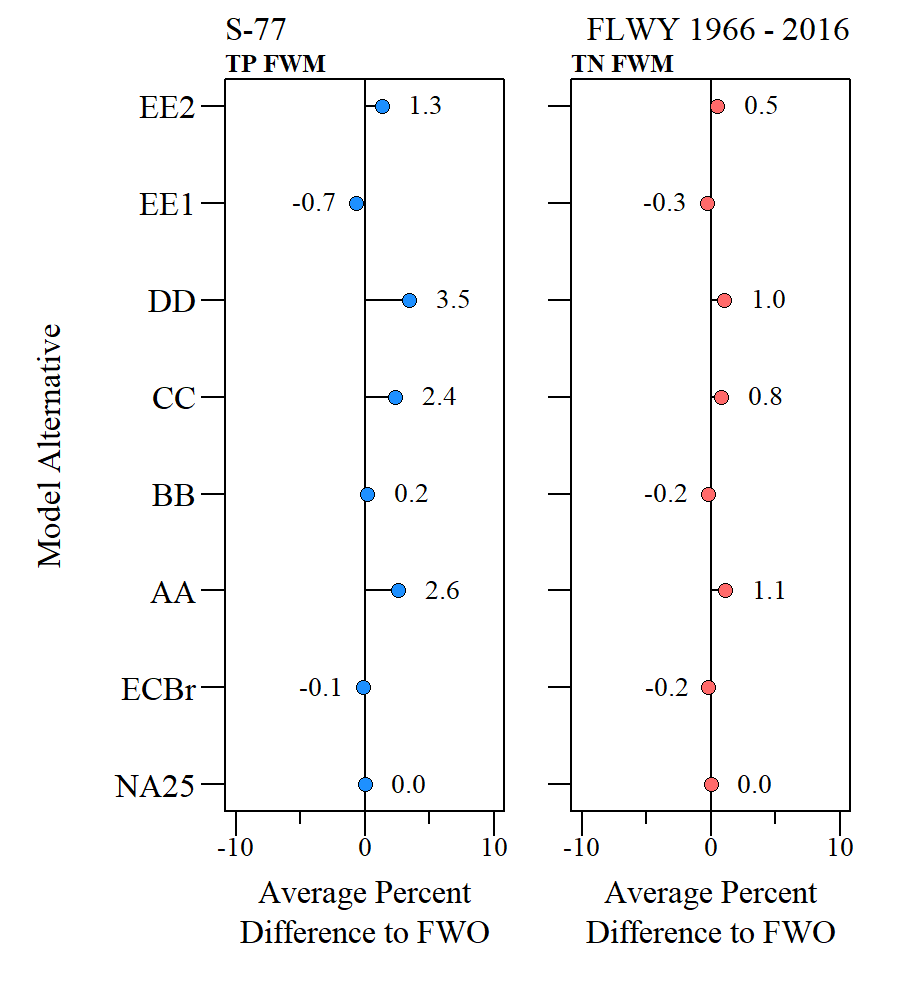 S-77
FLWY 1966 - 2016
TP FWM
TN FWM
EE2
1.3
0.5
EE1
-0.7
-0.3
DD
3.5
1.0
CC
2.4
0.8
BB
0.2
-0.2
AA
2.6
1.1
ECBr
-0.1
-0.2
NA25
0.0
0.0
Model Alternative
-10
0
10
-10
0
10
Average Percent
Difference to FWO
Average Percent
Difference to FWO